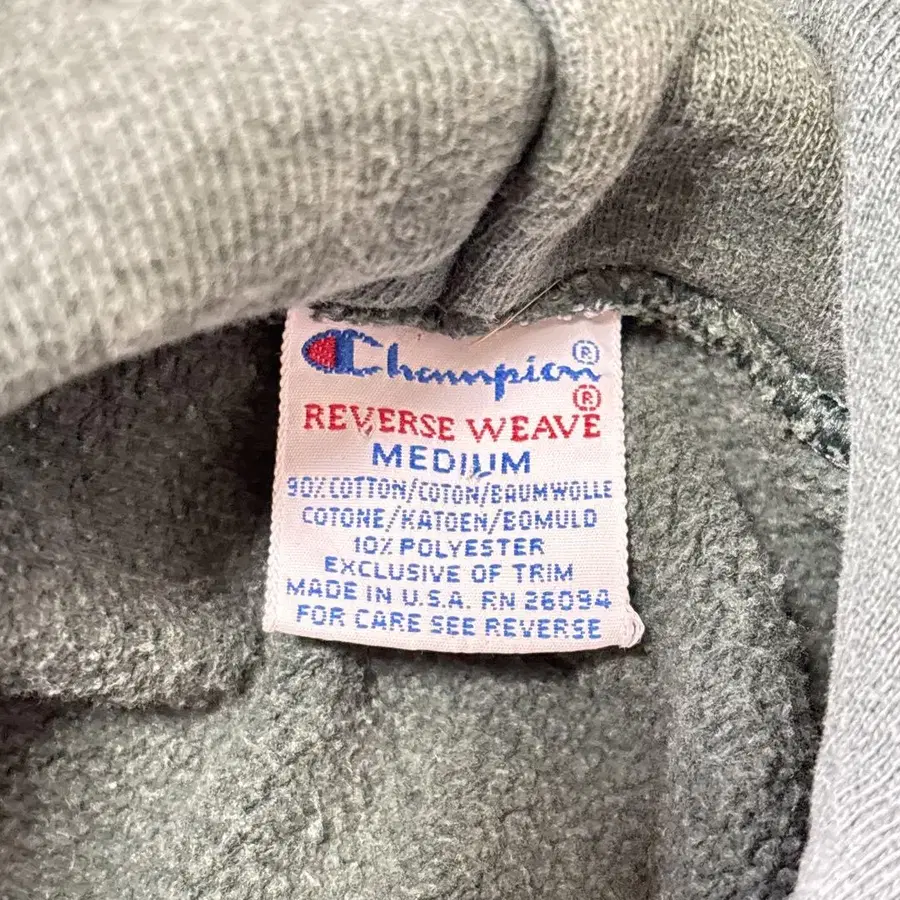 Champion®
REVERSE WEAVE®
MEDIUM
90% COTTON/COTON/BAUMWOLLE
COTONE/KATOEN/BOMULD
10% POLYESTER
EXCLUSIVE OF TRIM
MADE IN U.S.A. RN 26094
FOR CARE SEE REVERSE